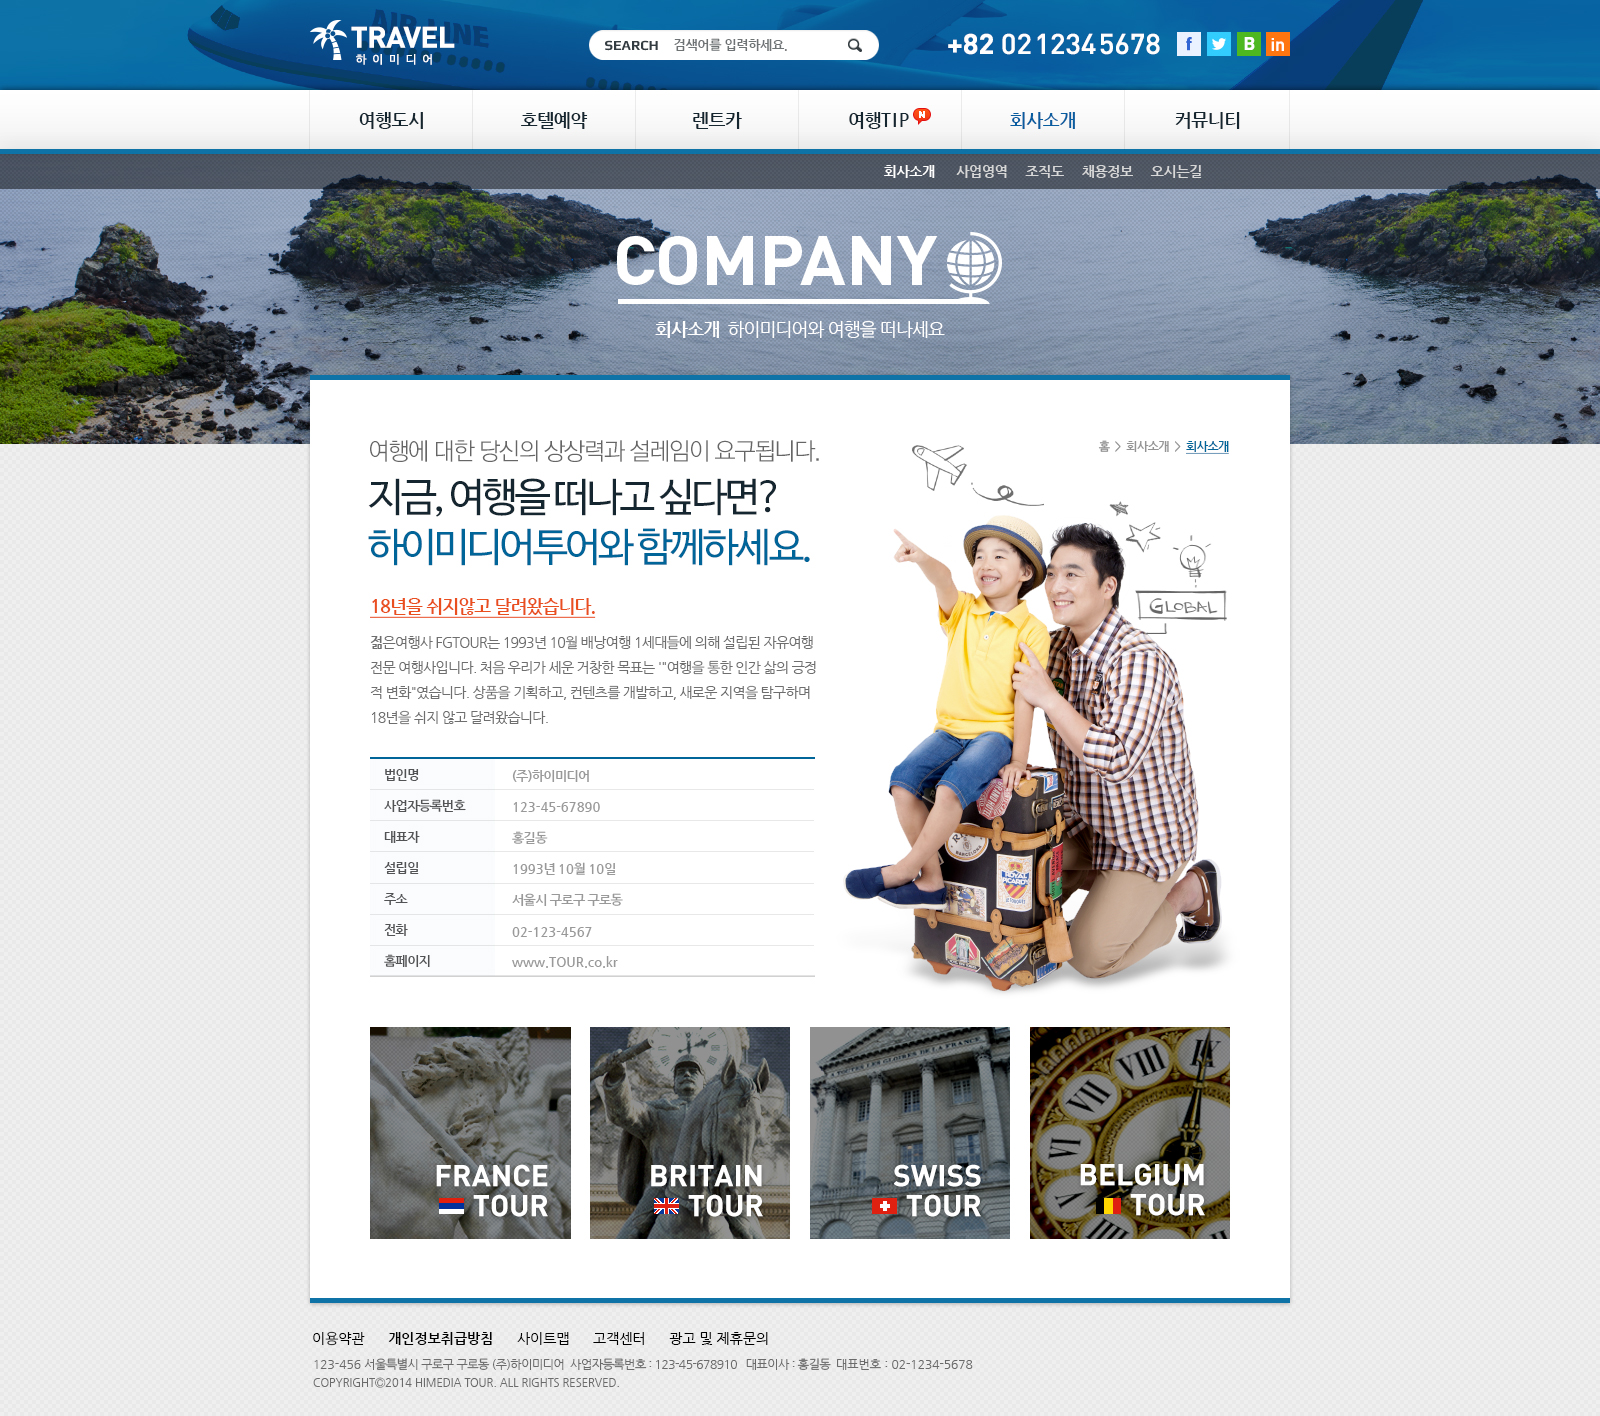 AIR LINE
TRAVEL
하이미디어
SEARCH 검색어를 입력하세요.
+82 0212345678
f B in
여행도시 호텔예약 렌트카 여행TIP N 회사소개 커뮤니티
회사소개 사업영역 조직도 채용정보 오시는길
COMPANY
회사소개 하이미디어와 여행을 떠나세요
홈 > 회사소개 > 회사소개
여행에 대한 당신의 상상력과 설레임이 요구됩니다.
지금, 여행을 떠나고 싶다면?
하이미디어투어와 함께하세요.
18년을 쉬지않고 달려왔습니다.
젊은여행사 FGTOUR는 1993년 10월 배낭여행 1세대들에 의해 설립된 자유여행
전문 여행사입니다. 처음 우리가 세운 거창한 목표는 '"여행을 통한 인간 삶의 긍정
적 변화"였습니다. 상품을 기획하고, 컨텐츠를 개발하고, 새로운 지역을 탐구하며
18년을 쉬지 않고 달려왔습니다.
GLOBAL
법인명 (주)하이미디어
사업자등록번호 123-45-67890
대표자 홍길동
설립일 1993년 10월 10일
주소 서울시 구로구 구로동
전화 02-123-4567
홈페이지 www.TOUR.co.kr
ROYAL
BARCELONA
A TOUTES LES GLOIRES DE LA FRANCE
VI VII VIII IX
FRANCE
TOUR
BRITAIN
TOUR
SWISS
TOUR
BELGIUM
TOUR
이용약관 개인정보취급방침 사이트맵 고객센터 광고 및 제휴문의
123-456 서울특별시 구로구 구로동 (주)하이미디어 사업자등록번호 : 123-45-678910 대표이사 : 홍길동 대표번호 : 02-1234-5678
COPYRIGHT©2014 HIMEDIA TOUR. ALL RIGHTS RESERVED.